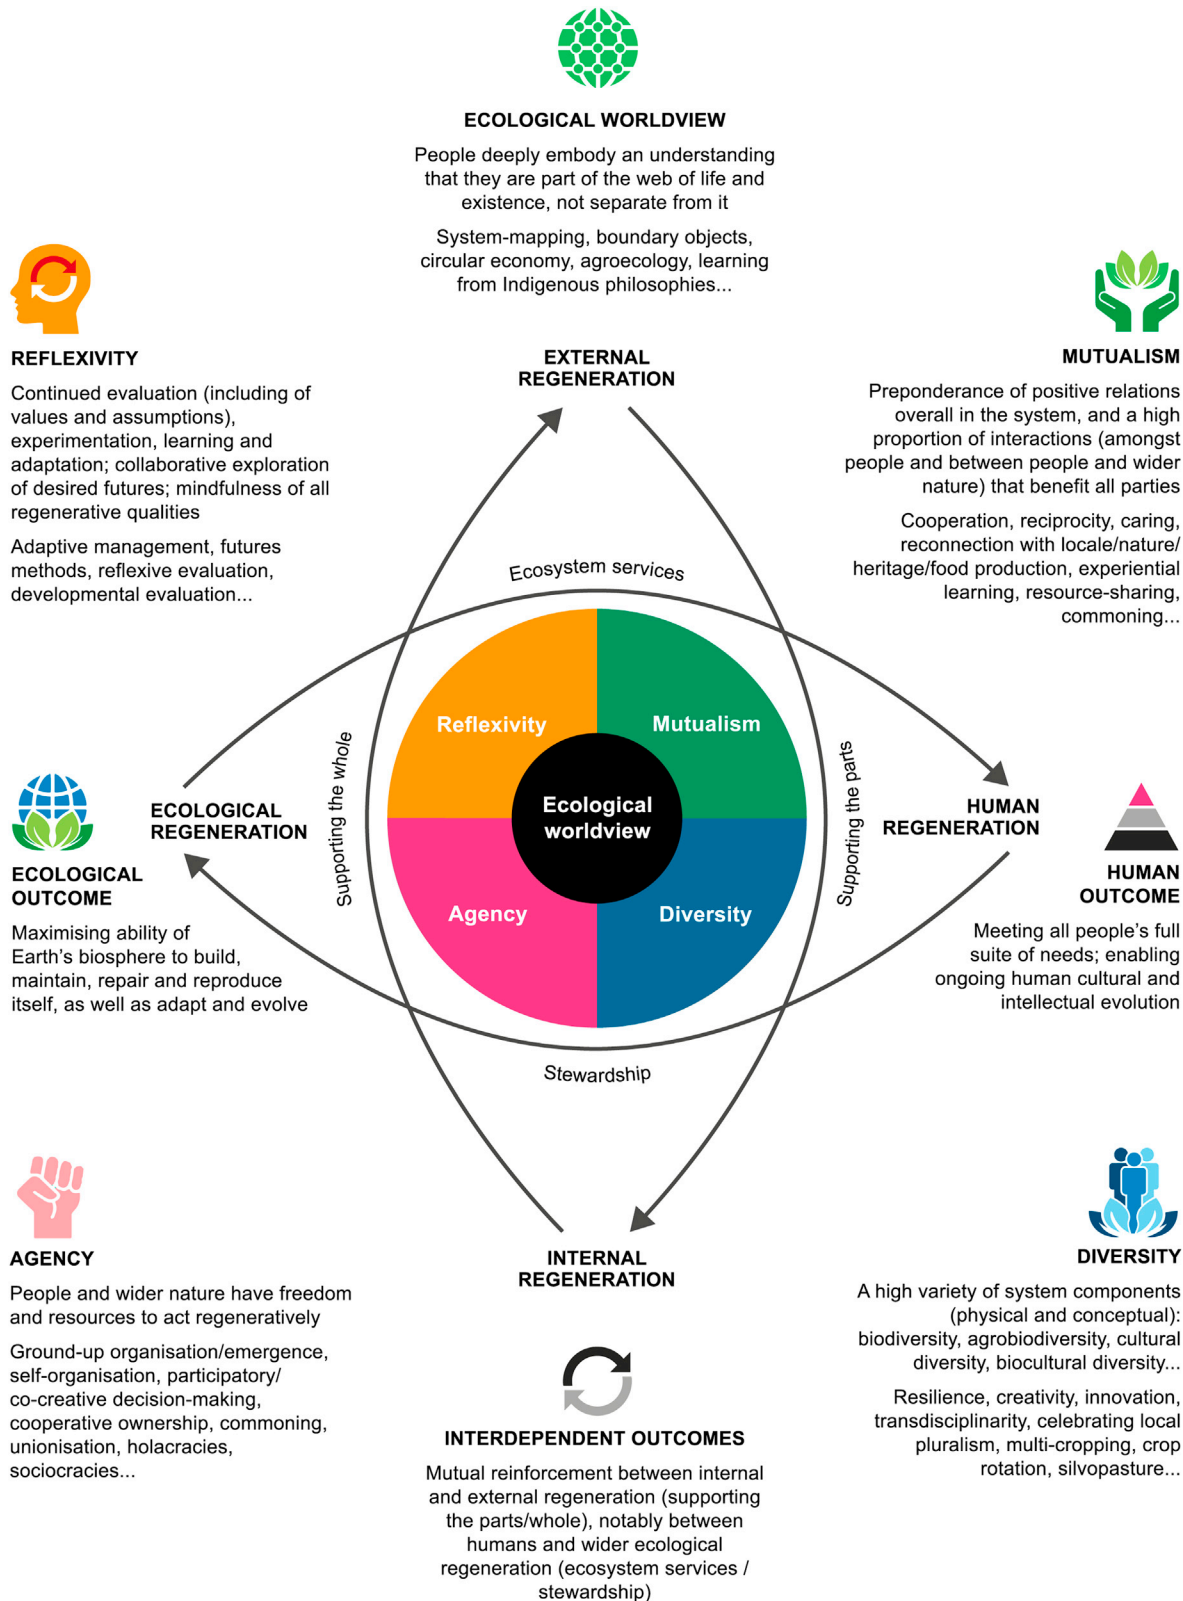 ECOLOGICAL WORLDVIEW
People deeply embody an understanding
that they are part of the web of life and
existence, not separate from it
System-mapping, boundary objects,
circular economy, agroecology, learning
from Indigenous philosophies...
REFLEXIVITY
Continued evaluation (including of
values and assumptions),
experimentation, learning and
adaptation; collaborative exploration
of desired futures; mindfulness of all
regenerative qualities
Adaptive management, futures
methods, reflexive evaluation,
developmental evaluation...
EXTERNAL
REGENERATION
MUTUALISM
Preponderance of positive relations
overall in the system, and a high
proportion of interactions (amongst
people and between people and wider
nature) that benefit all parties
Cooperation, reciprocity, caring,
reconnection with locale/nature/
heritage/food production, experiential
learning, resource-sharing,
commoning...
Ecosystem services
Supporting the whole
Supporting the parts
Stewardship
Reflexivity
Mutualism
Ecological
worldview
Agency
Diversity
ECOLOGICAL
REGENERATION
ECOLOGICAL
OUTCOME
Maximising ability of
Earth's biosphere to build,
maintain, repair and reproduce
itself, as well as adapt and evolve
HUMAN
REGENERATION
HUMAN
OUTCOME
Meeting all people's full
suite of needs; enabling
ongoing human cultural and
intellectual evolution
AGENCY
People and wider nature have freedom
and resources to act regeneratively
Ground-up organisation/emergence,
self-organisation, participatory/
co-creative decision-making,
cooperative ownership, commoning,
unionisation, holacracies,
sociocracies...
INTERNAL
REGENERATION
INTERDEPENDENT OUTCOMES
Mutual reinforcement between internal
and external regeneration (supporting
the parts/whole), notably between
humans and wider ecological
regeneration (ecosystem services /
stewardship)
DIVERSITY
A high variety of system components
(physical and conceptual):
biodiversity, agrobiodiversity, cultural
diversity, biocultural diversity...
Resilience, creativity, innovation,
transdisciplinarity, celebrating local
pluralism, multi-cropping, crop
rotation, silvopasture...